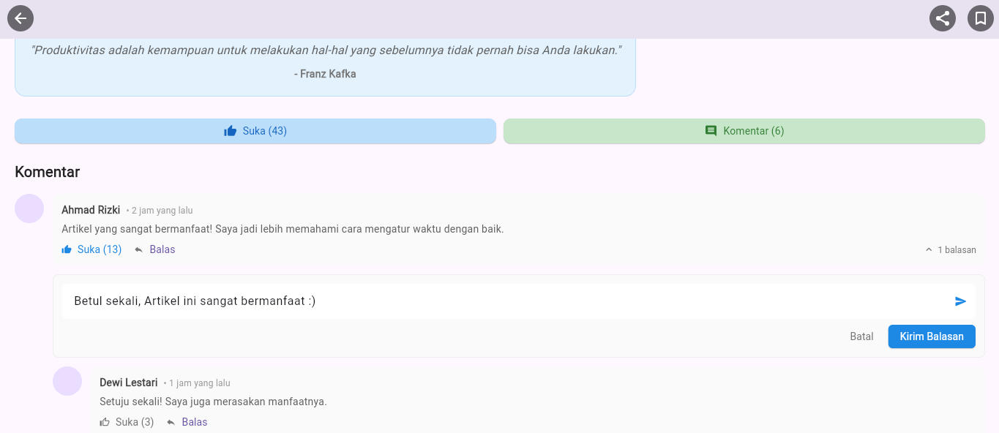 "Produktivitas adalah kemampuan untuk melakukan hal-hal yang sebelumnya tidak pernah bisa Anda lakukan."
- Franz Kafka
Suka (43)
Komentar (6)
Komentar
Ahmad Rizki • 2 jam yang lalu
Artikel yang sangat bermanfaat! Saya jadi lebih memahami cara mengatur waktu dengan baik.
Suka (13) Balas 1 balasan
Betul sekali, Artikel ini sangat bermanfaat :)
Batal Kirim Balasan
Dewi Lestari • 1 jam yang lalu
Setuju sekali! Saya juga merasakan manfaatnya.
Suka (3) Balas